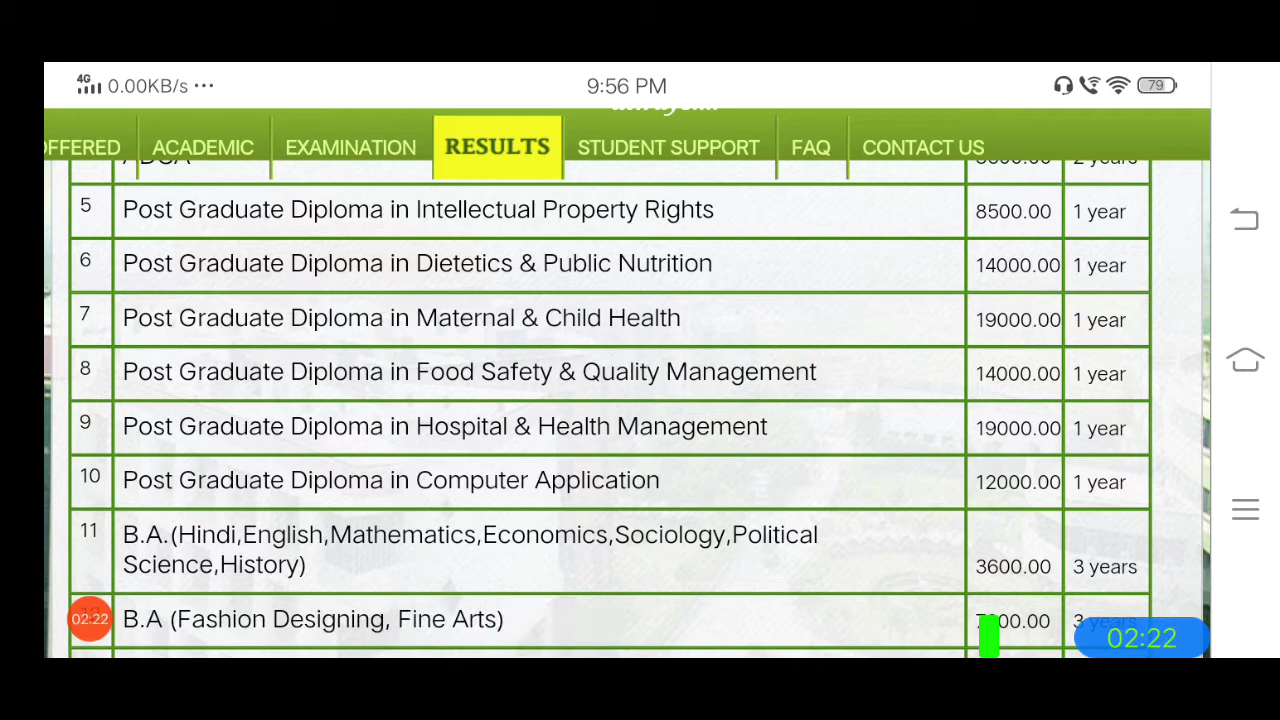 4G 0.00KB/s ... 9:56 PM 79
OFFERED ACADEMIC EXAMINATION RESULTS STUDENT SUPPORT FAQ CONTACT US
2 years
5 Post Graduate Diploma in Intellectual Property Rights 8500.00 1 year
6 Post Graduate Diploma in Dietetics & Public Nutrition 14000.00 1 year
7 Post Graduate Diploma in Maternal & Child Health 19000.00 1 year
8 Post Graduate Diploma in Food Safety & Quality Management 14000.00 1 year
9 Post Graduate Diploma in Hospital & Health Management 19000.00 1 year
10 Post Graduate Diploma in Computer Application 12000.00 1 year
11 B.A.(Hindi,English,Mathematics,Economics,Sociology,Political
Science,History) 3600.00 3 years
02:22 B.A (Fashion Designing, Fine Arts) 3 years
02:22